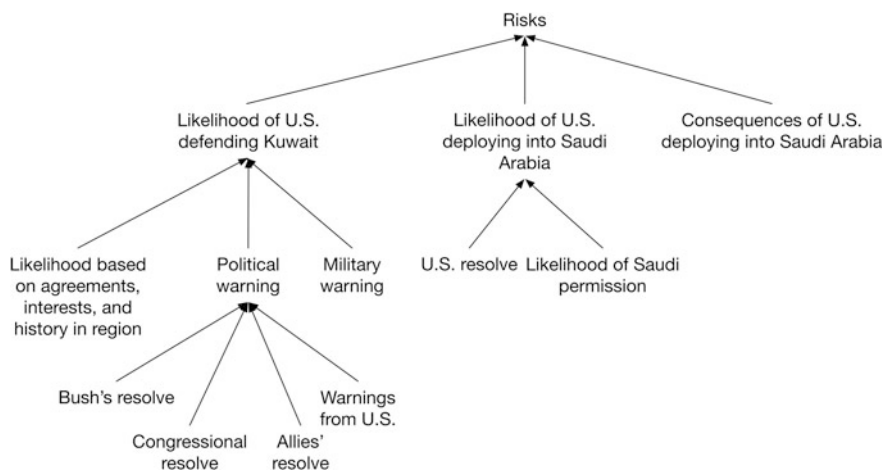 Risks
Likelihood of U.S.
defending Kuwait
Likelihood of U.S.
deploying into Saudi
Arabia
Consequences of U.S.
deploying into Saudi Arabia
Likelihood based
on agreements,
interests, and
history in region
Political
warning
Military
warning
U.S. resolve
Likelihood of Saudi
permission
Bush's resolve
Congressional
resolve
Allies'
resolve
Warnings
from U.S.